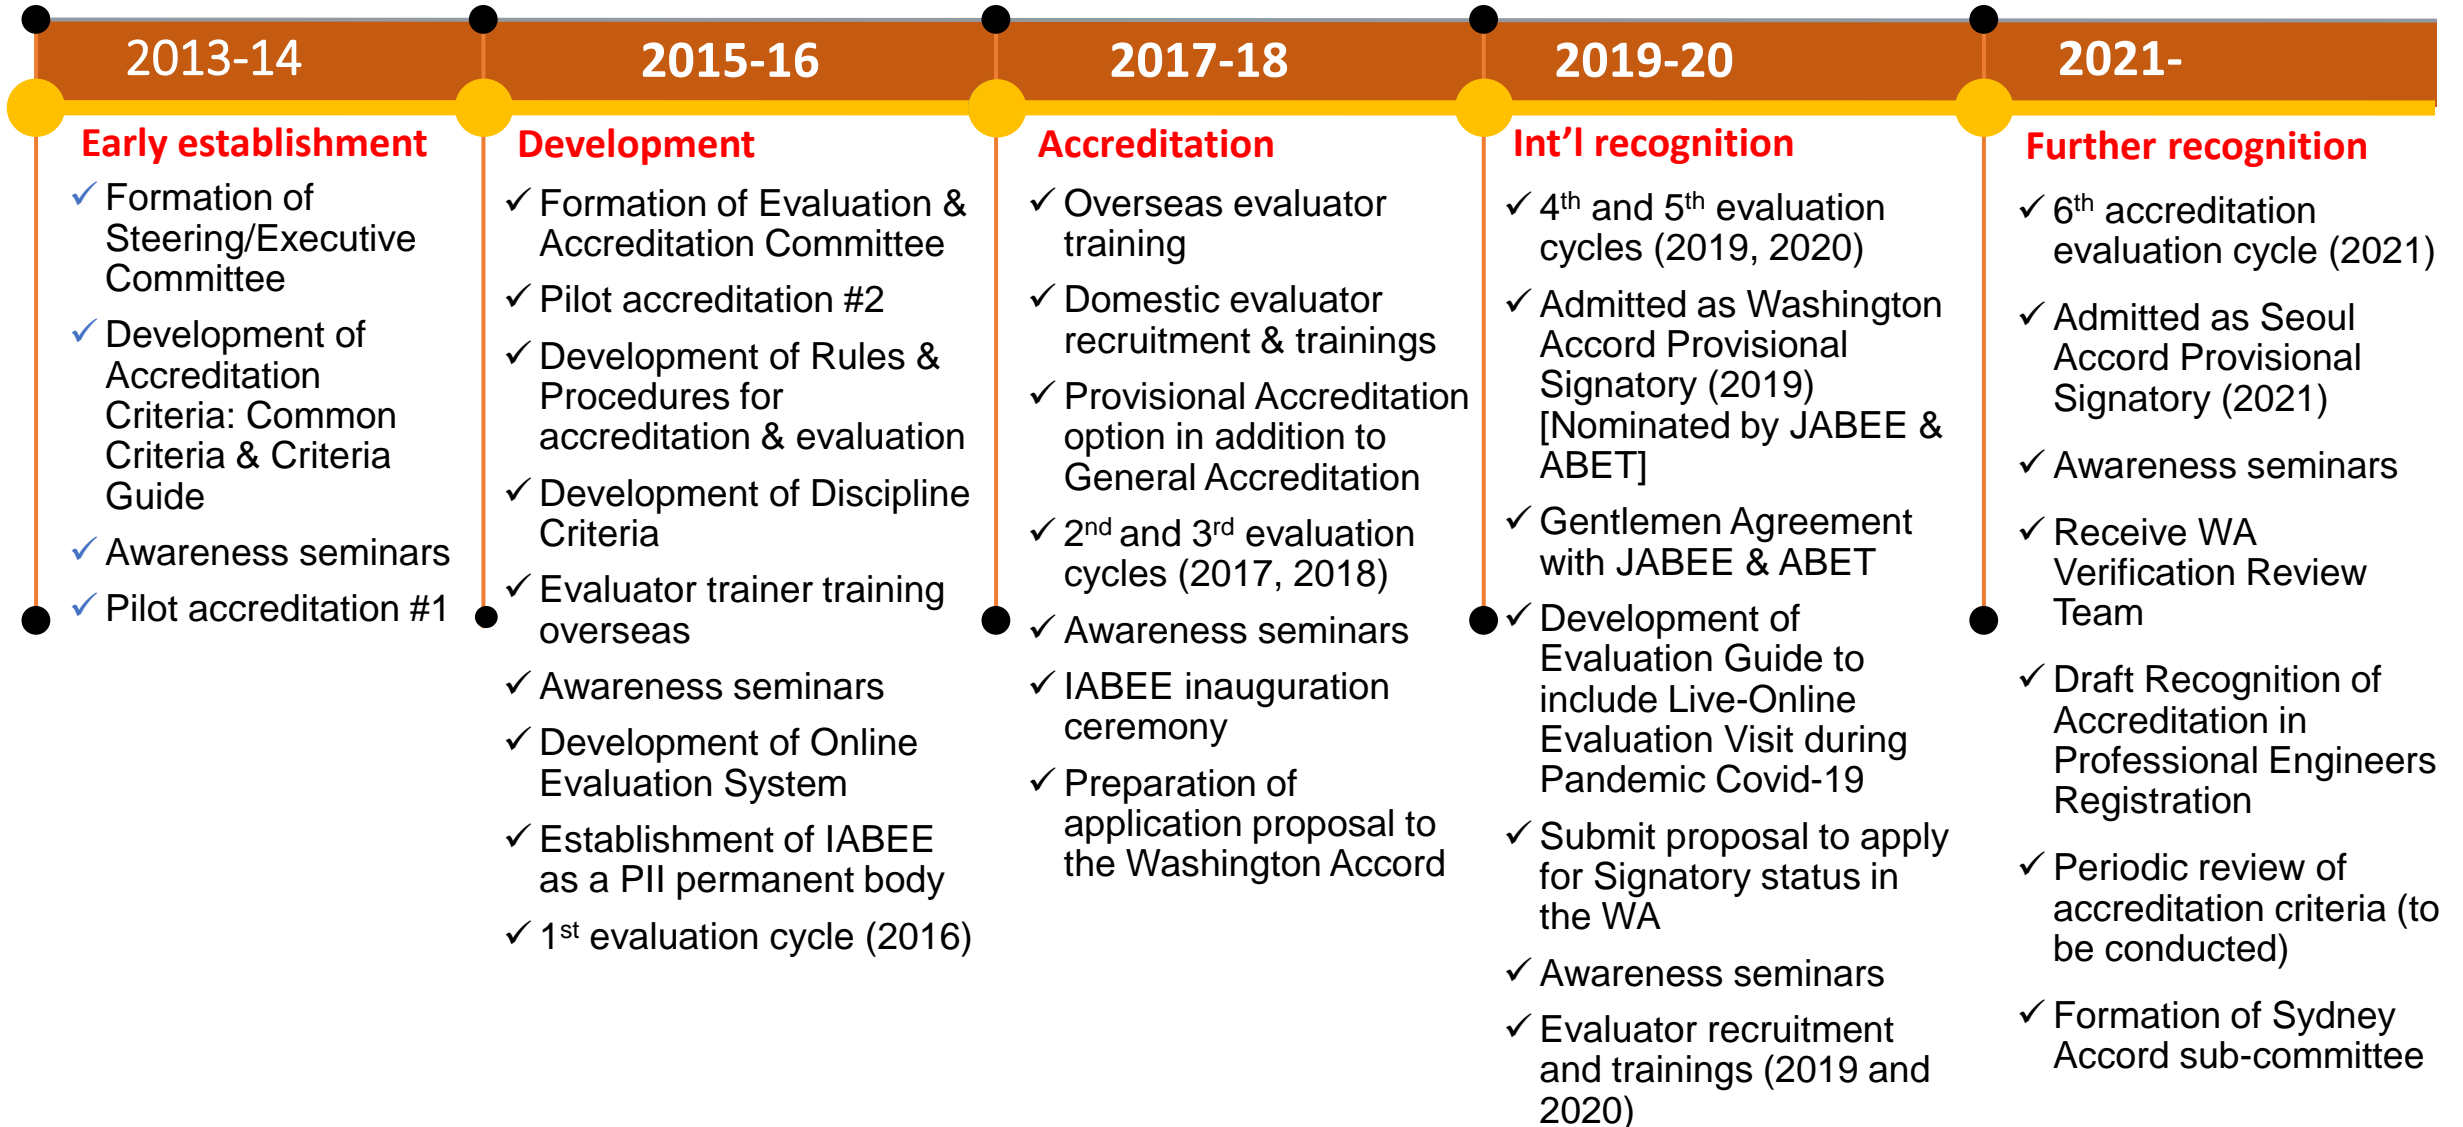 2013-14
Early establishment
✓ Formation of
Steering/Executive
Committee
✓ Development of
Accreditation
Criteria: Common
Criteria & Criteria
Guide
✓ Awareness seminars
✓ Pilot accreditation #1
2015-16
Development
✓ Formation of Evaluation &
Accreditation Committee
✓ Pilot accreditation #2
✓ Development of Rules &
Procedures for
accreditation & evaluation
✓ Development of Discipline
Criteria
✓ Evaluator trainer training
overseas
✓ Awareness seminars
✓ Development of Online
Evaluation System
✓ Establishment of IABEE
as a PII permanent body
✓ 1st evaluation cycle (2016)
2017-18
Accreditation
✓ Overseas evaluator
training
✓ Domestic evaluator
recruitment & trainings
✓ Provisional Accreditation
option in addition to
General Accreditation
✓ 2nd and 3rd evaluation
cycles (2017, 2018)
✓ Awareness seminars
✓ IABEE inauguration
ceremony
✓ Preparation of
application proposal to
the Washington Accord
2019-20
Int’l recognition
✓ 4th and 5th evaluation
cycles (2019, 2020)
✓ Admitted as Washington
Accord Provisional
Signatory (2019)
[Nominated by JABEE &
ABET]
✓ Gentlemen Agreement
with JABEE & ABET
✓ Development of
Evaluation Guide to
include Live-Online
Evaluation Visit during
Pandemic Covid-19
✓ Submit proposal to apply
for Signatory status in
the WA
✓ Awareness seminars
✓ Evaluator recruitment
and trainings (2019 and
2020)
2021-
Further recognition
✓ 6th accreditation
evaluation cycle (2021)
✓ Admitted as Seoul
Accord Provisional
Signatory (2021)
✓ Awareness seminars
✓ Receive WA
Verification Review
Team
✓ Draft Recognition of
Accreditation in
Professional Engineers
Registration
✓ Periodic review of
accreditation criteria (to
be conducted)
✓ Formation of Sydney
Accord sub-committee